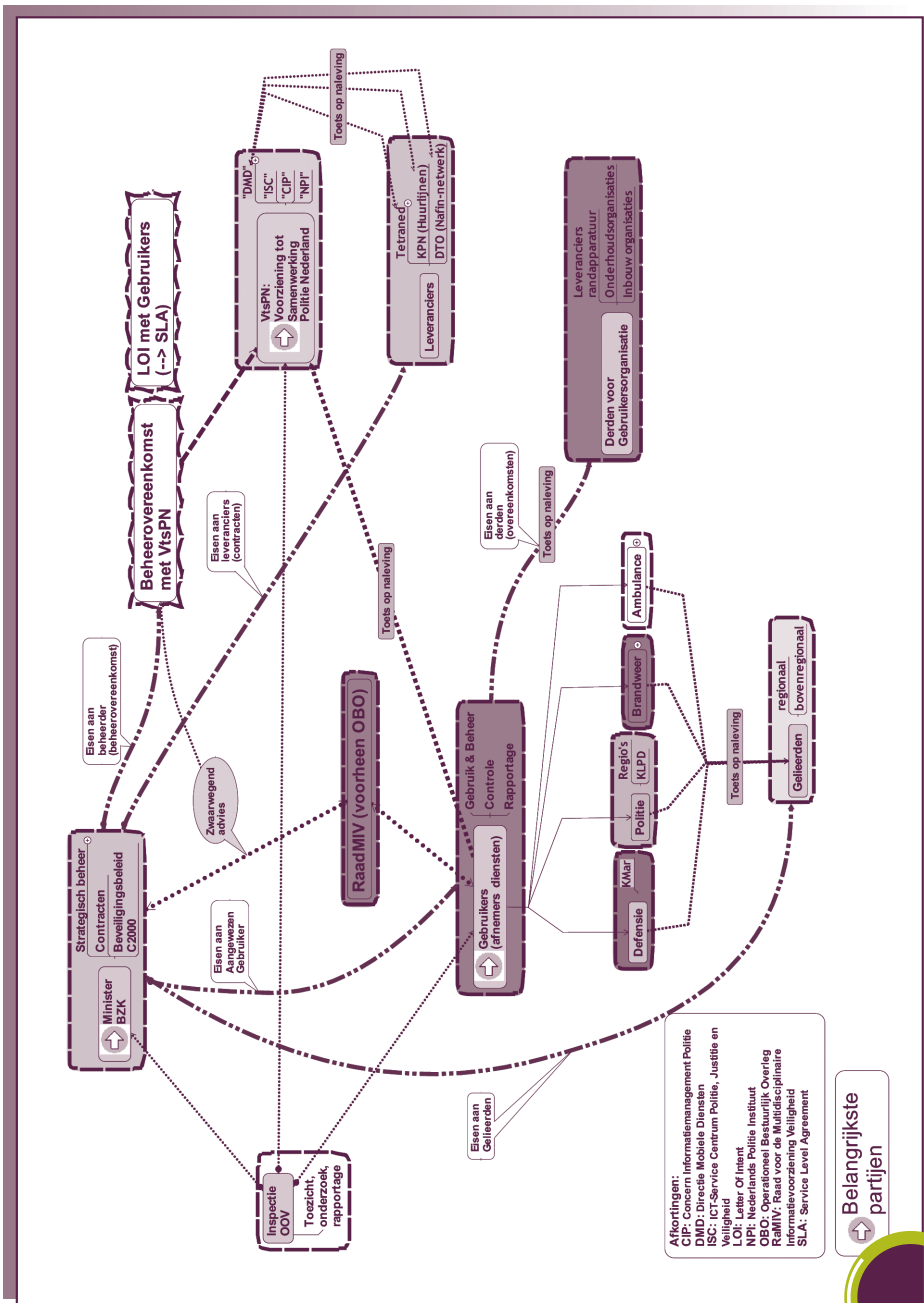 Inspectie
OOV
Toezicht,
onderzoek,
rapportage
Minister
BZK
Strategisch beheer
Contracten
Beveiligingsbeleid
C2000
Eisen aan
beheerder
(beheerovereenkomst)
Beheerovereenkomst
met VtsPN
LOI met Gebruikers
(--> SLA)
Zwaarwegend
advies
Eisen aan
leveranciers
(contracten)
VtsPN:
Voorziening tot
Samenwerking
Politie Nederland
"DMD"
"ISC"
"CIP"
"NPI"
Toets op naleving
Leveranciers
Tetraned
KPN (Huurlijnen)
DTO (Nafin-netwerk)
Eisen aan
Aangewezen
Gebruiker
RaadMIV (voorheen OBO)
Toets op naleving
Gebruikers
(afnemers diensten)
Gebruik & Beheer
Controle
Rapportage
Eisen aan
derden
(overeenkomsten)
Toets op naleving
Derden voor
Gebruikersorganisatie
Leveranciers
randapparatuur
Onderhoudsorganisaties
Inbouw organisaties
Defensie
KMar
Politie
Regio's
KLPD
Brandweer
Ambulance
Toets op naleving
Eisen aan
Gelieerden
Gelieerden
regionaal
bovenregionaal
Afkortingen:
CIP: Concern Informatiemanagement Politie
DMD: Directie Mobiele Diensten
ISC: ICT-Service Centrum Politie, Justitie en
Veiligheid
LOI: Letter Of Intent
NPI: Nederlands Politie Instituut
OBO: Operationeel Bestuurlijk Overleg
RaMIV: Raad voor de Multidisciplinaire
Informatievoorziening Veiligheid
SLA: Service Level Agreement
Belangrijkste
partijen